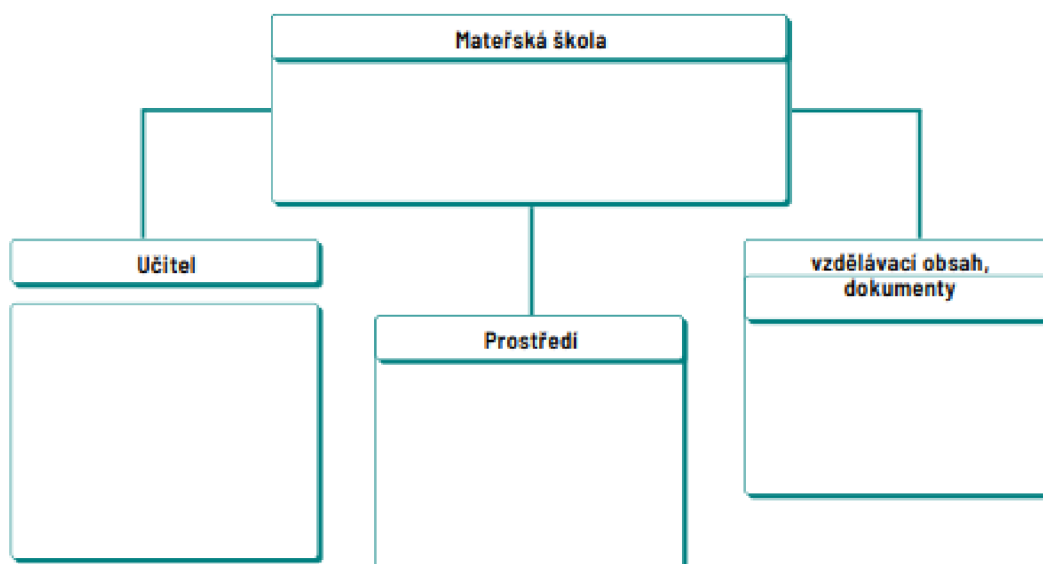 Mateřská škola
Učitel
vzdělávací obsah,
dokumenty
Prostředí